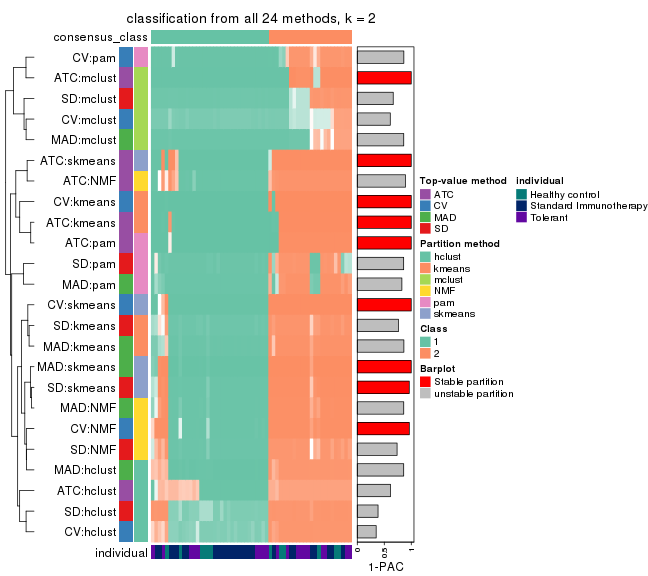 classification from all 24 methods, k = 2
consensus_class
CV:pam
ATC:mclust
SD:mclust
CV:mclust
MAD:mclust
ATC:skmeans
ATC:NMF
CV:kmeans
ATC:kmeans
ATC:pam
SD:pam
MAD:pam
CV:skmeans
SD:kmeans
MAD:kmeans
MAD:skmeans
SD:skmeans
MAD:NMF
CV:NMF
SD:NMF
MAD:hclust
ATC:hclust
SD:hclust
CV:hclust
individual
0
0.5
1
1-PAC
Top-value method
ATC
CV
MAD
SD
Partition method
hclust
kmeans
mclust
NMF
pam
skmeans
Class
1
2
Barplot
Stable partition
unstable partition
individual
Healthy control
Standard Immunotherapy
Tolerant